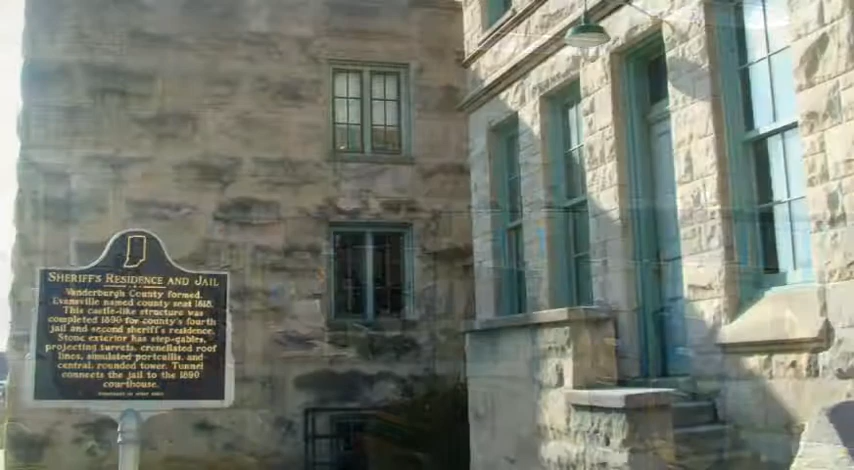 SHERIFF'S RESIDENCE AND JAIL
Vanderburgh County formed,
Evansville named county seat 1818.
This castle-like structure was
completed 1890 for county's fourth
jail and second sheriff's residence.
Stone exterior has step-gables,
projecting turrets, crenellated roof
lines, simulated portcullis, and
central, rounded tower. Tunnel
connects the jail to the 1890
courthouse.